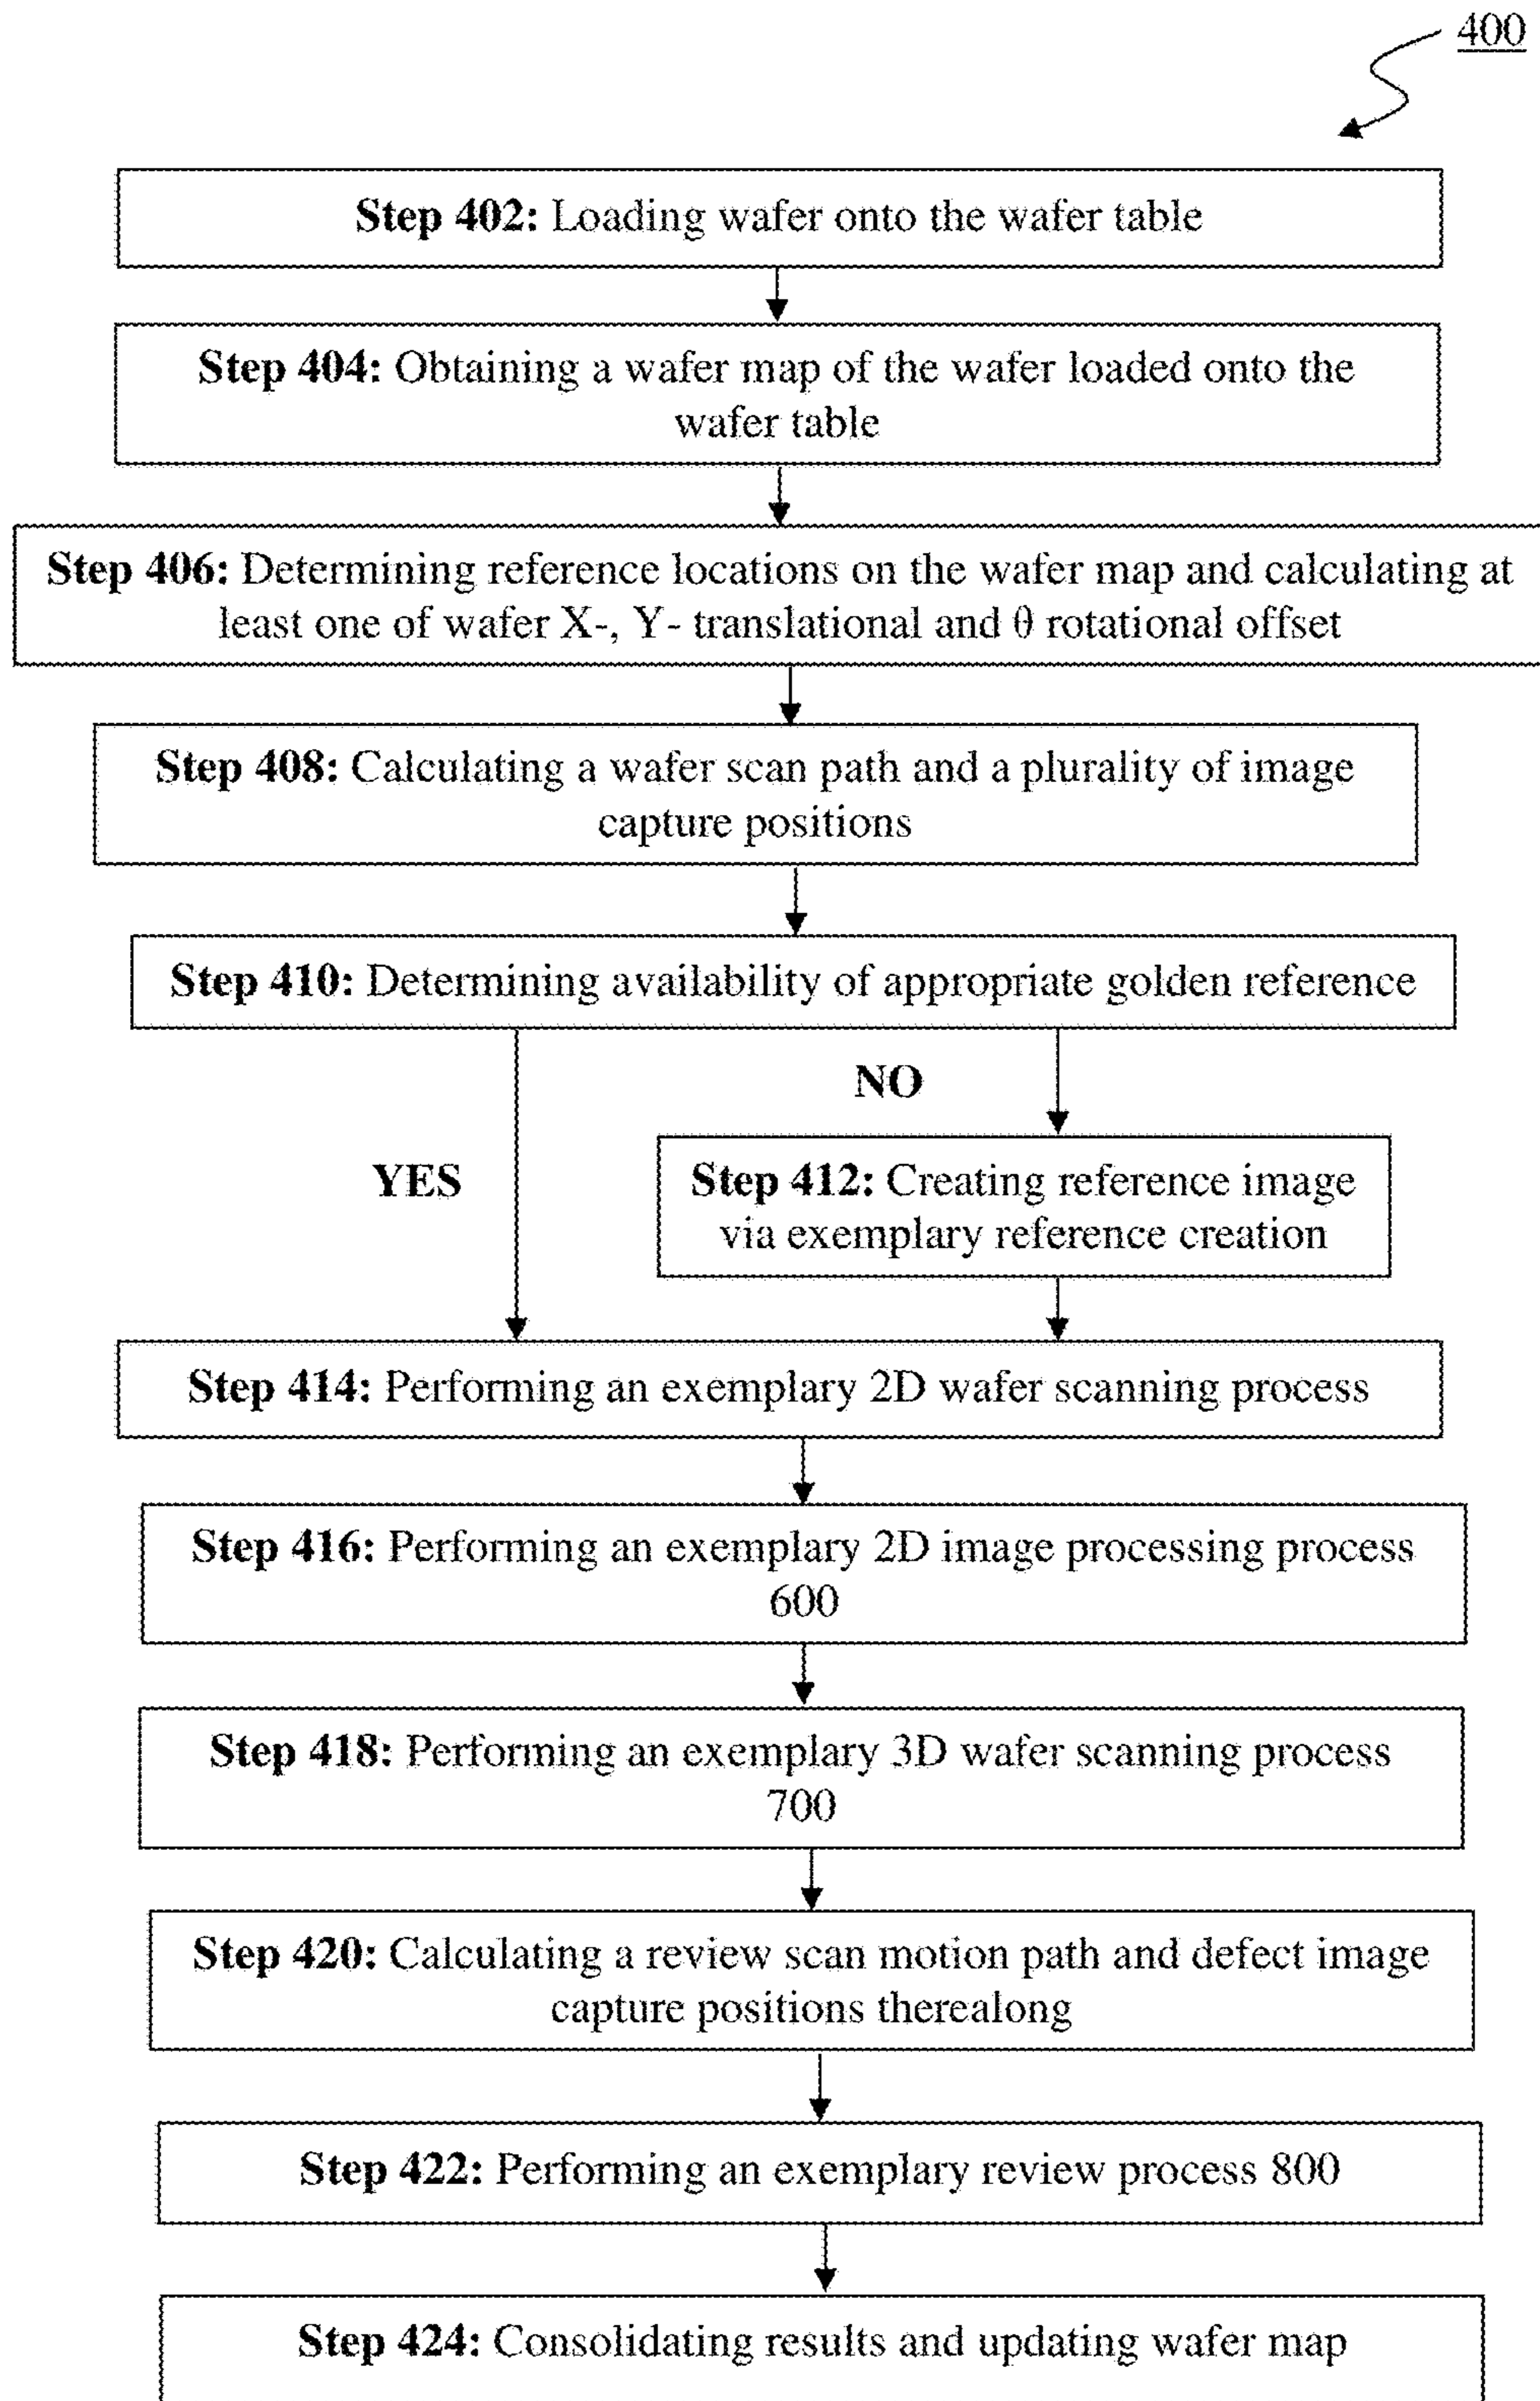 400
Step 402: Loading wafer onto the wafer table
Step 404: Obtaining a wafer map of the wafer loaded onto the
wafer table
Step 406: Determining reference locations on the wafer map and calculating at
least one of wafer X-, Y- translational and θ rotational offset
Step 408: Calculating a wafer scan path and a plurality of image
capture positions
Step 410: Determining availability of appropriate golden reference
NO
YES
Step 412: Creating reference image
via exemplary reference creation
Step 414: Performing an exemplary 2D wafer scanning process
Step 416: Performing an exemplary 2D image processing process
600
Step 418: Performing an exemplary 3D wafer scanning process
700
Step 420: Calculating a review scan motion path and defect image
capture positions therealong
Step 422: Performing an exemplary review process 800
Step 424: Consolidating results and updating wafer map